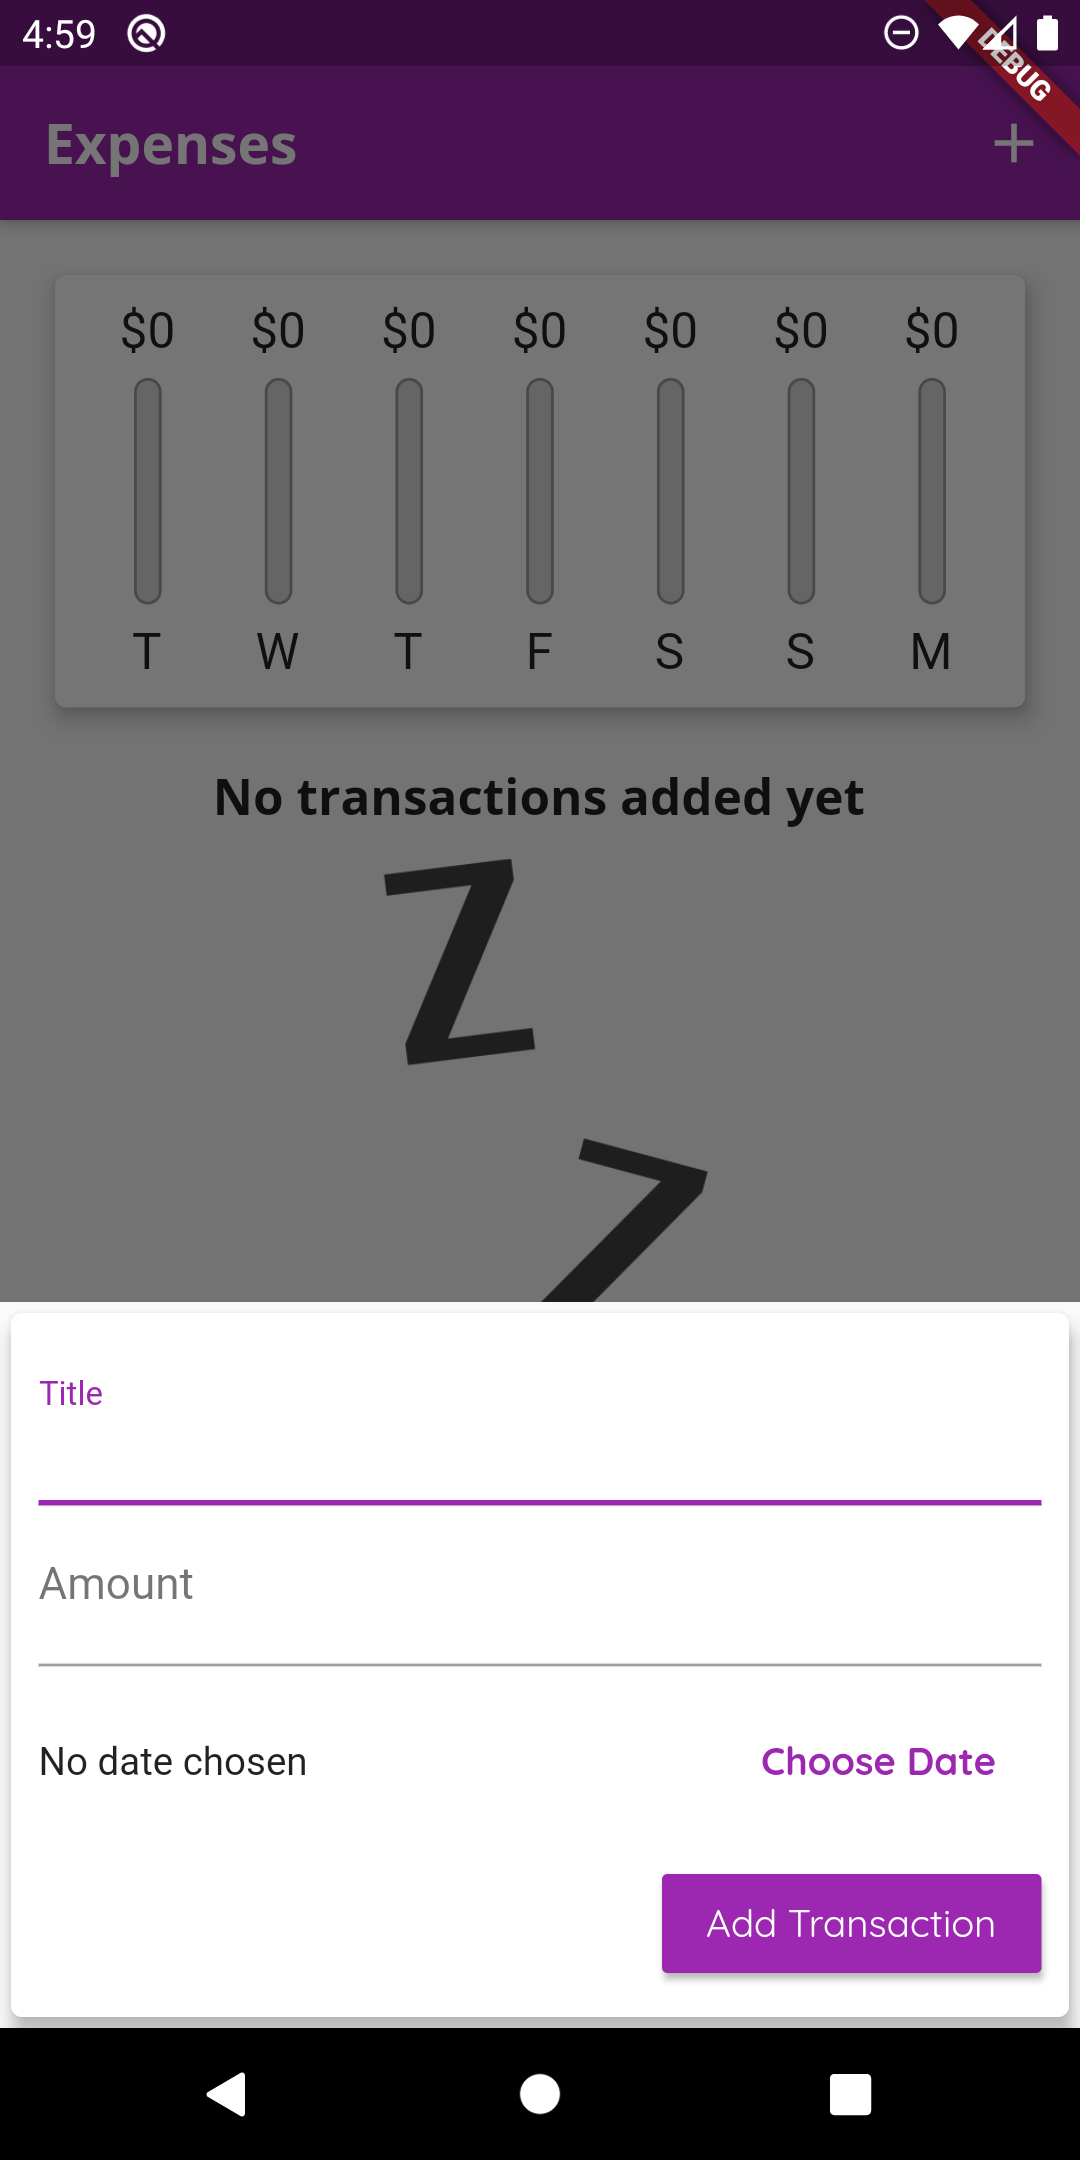 4:59
DEBUG
Expenses
$0 $0 $0 $0 $0 $0 $0
T W T F S S M
No transactions added yet
Z
Z
Title
Amount
No date chosen Choose Date
Add Transaction